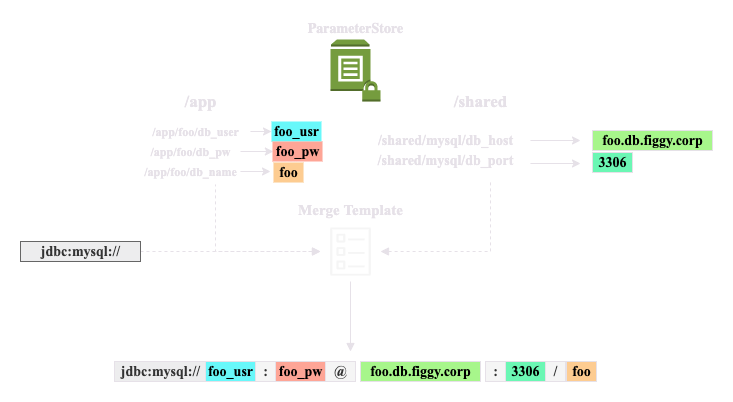 ParameterStore
/app
/shared
/app/foo/db_user foo_usr
/app/foo/db_pw foo_pw
/app/foo/db_name foo
/shared/mysql/db_host foo.db.figgy.corp
/shared/mysql/db_port 3306
Merge Template
jdbc:mysql://
jdbc:mysql:// foo_usr : foo_pw @ foo.db.figgy.corp : 3306 / foo